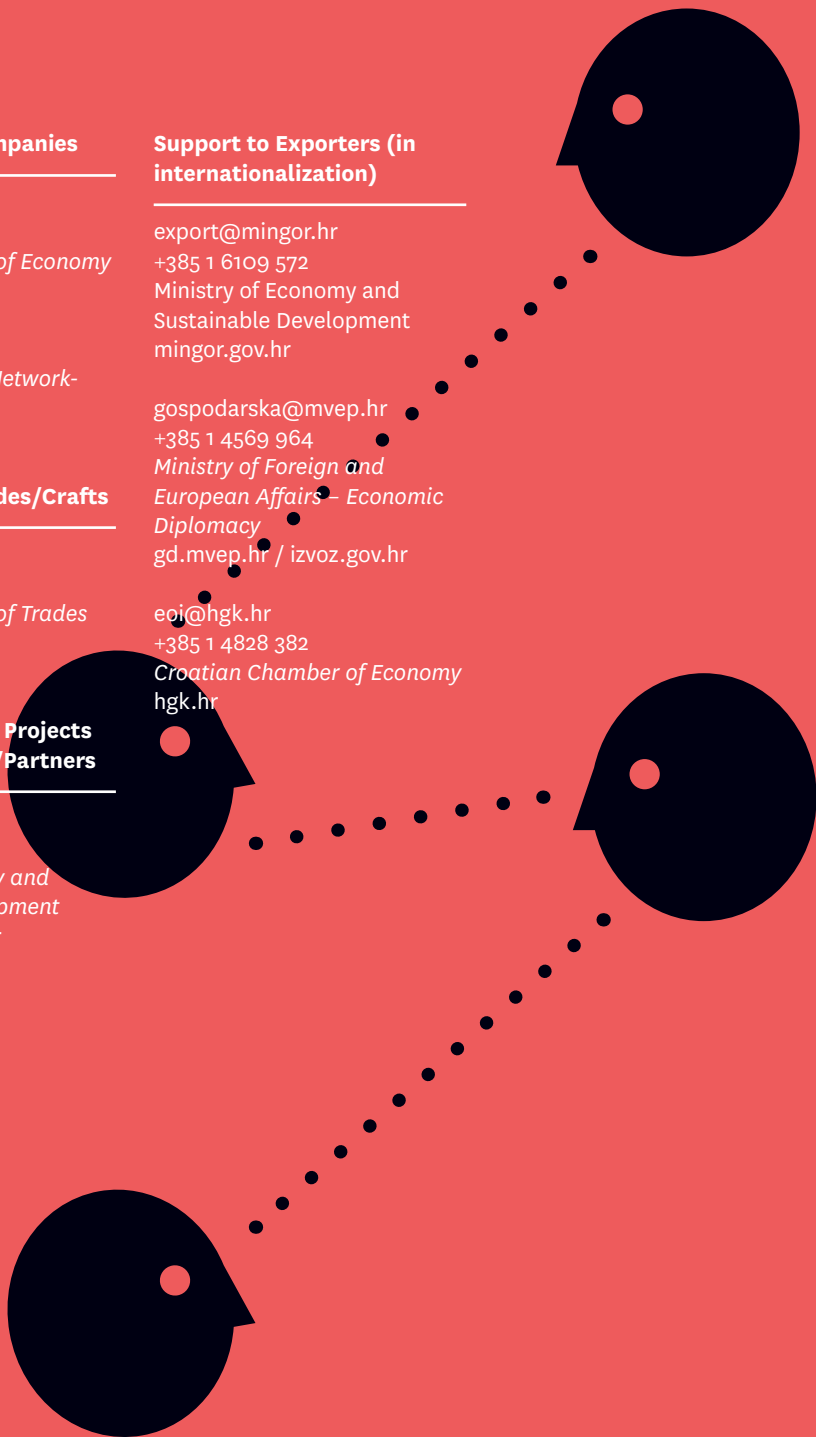 mpanies
of Economy
Network-
des/Crafts
of Trades
Projects
/Partners
y and
pment
Support to Exporters (in
internationalization)
export@mingor.hr
+385 1 6109 572
Ministry of Economy and
Sustainable Development
mingor.gov.hr
gospodarska@mvep.hr
+385 1 4569 964
Ministry of Foreign and
European Affairs – Economic
Diplomacy
gd.mvep.hr / izvoz.gov.hr
eoi@hgk.hr
+385 1 4828 382
Croatian Chamber of Economy
hgk.hr